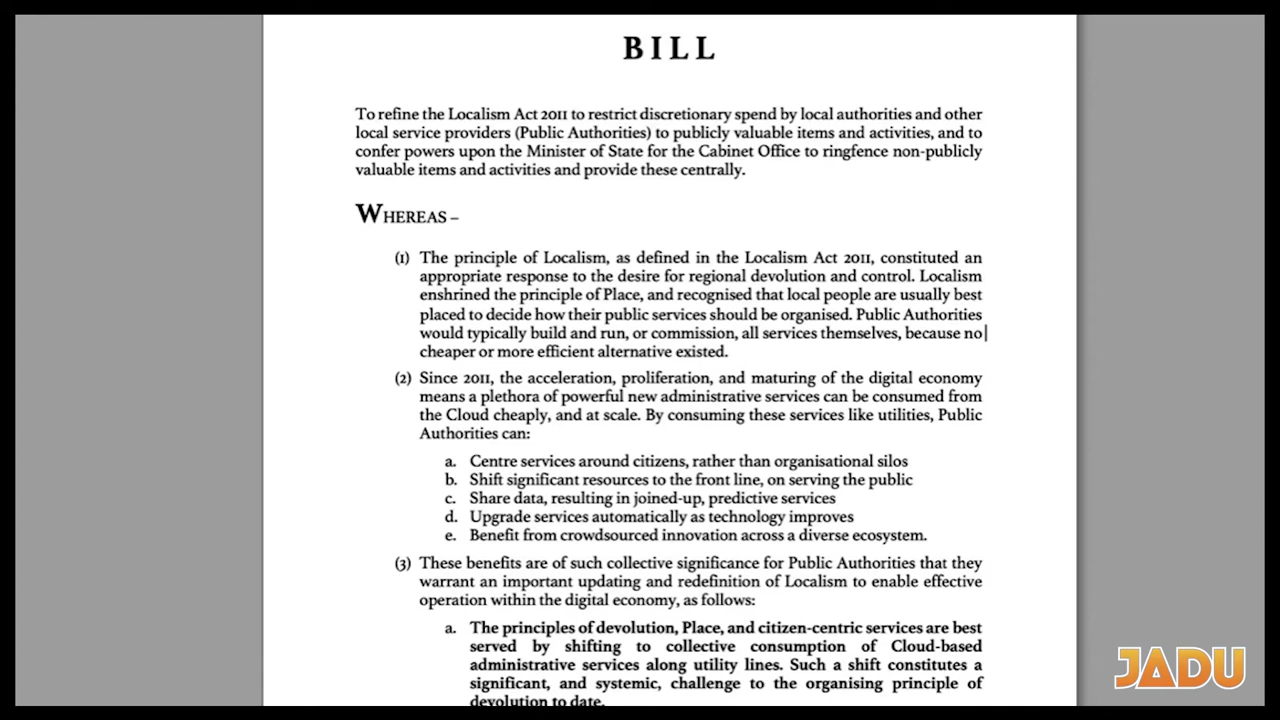 BILL
To refine the Localism Act 2011 to restrict discretionary spend by local authorities and other
local service providers (Public Authorities) to publicly valuable items and activities, and to
confer powers upon the Minister of State for the Cabinet Office to ringfence non-publicly
valuable items and activities and provide these centrally.
WHEREAS –
(1) The principle of Localism, as defined in the Localism Act 2011, constituted an
appropriate response to the desire for regional devolution and control. Localism
enshrined the principle of Place, and recognised that local people are usually best
placed to decide how their public services should be organised. Public Authorities
would typically build and run, or commission, all services themselves, because no
cheaper or more efficient alternative existed.
(2) Since 2011, the acceleration, proliferation, and maturing of the digital economy
means a plethora of powerful new administrative services can be consumed from
the Cloud cheaply, and at scale. By consuming these services like utilities, Public
Authorities can:
a. Centre services around citizens, rather than organisational silos
b. Shift significant resources to the front line, on serving the public
c. Share data, resulting in joined-up, predictive services
d. Upgrade services automatically as technology improves
e. Benefit from crowdsourced innovation across a diverse ecosystem.
(3) These benefits are of such collective significance for Public Authorities that they
warrant an important updating and redefinition of Localism to enable effective
operation within the digital economy, as follows:
a. The principles of devolution, Place, and citizen-centric services are best
served by shifting to collective consumption of Cloud-based
administrative services along utility lines. Such a shift constitutes a
significant, and systemic, challenge to the organising principle of
devolution to date.
JADU